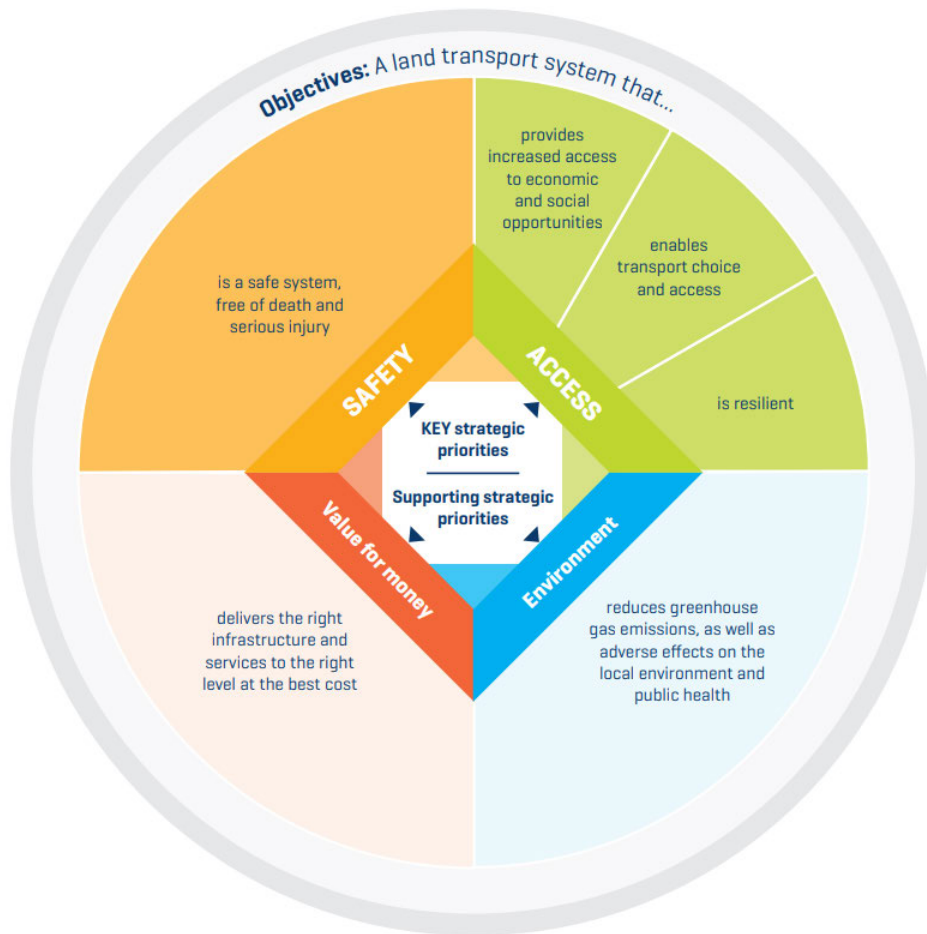 Objectives: A land transport system that...
provides
increased access
to economic
and social
opportunities
enables
transport choice
and access
is resilient
is a safe system,
free of death and
serious injury
SAFETY
ACCESS
KEY strategic
priorities
Supporting strategic
priorities
Value for money
Environment
delivers the right
infrastructure and
services to the right
level at the best cost
reduces greenhouse
gas emissions, as well as
adverse effects on the
local environment and
public health